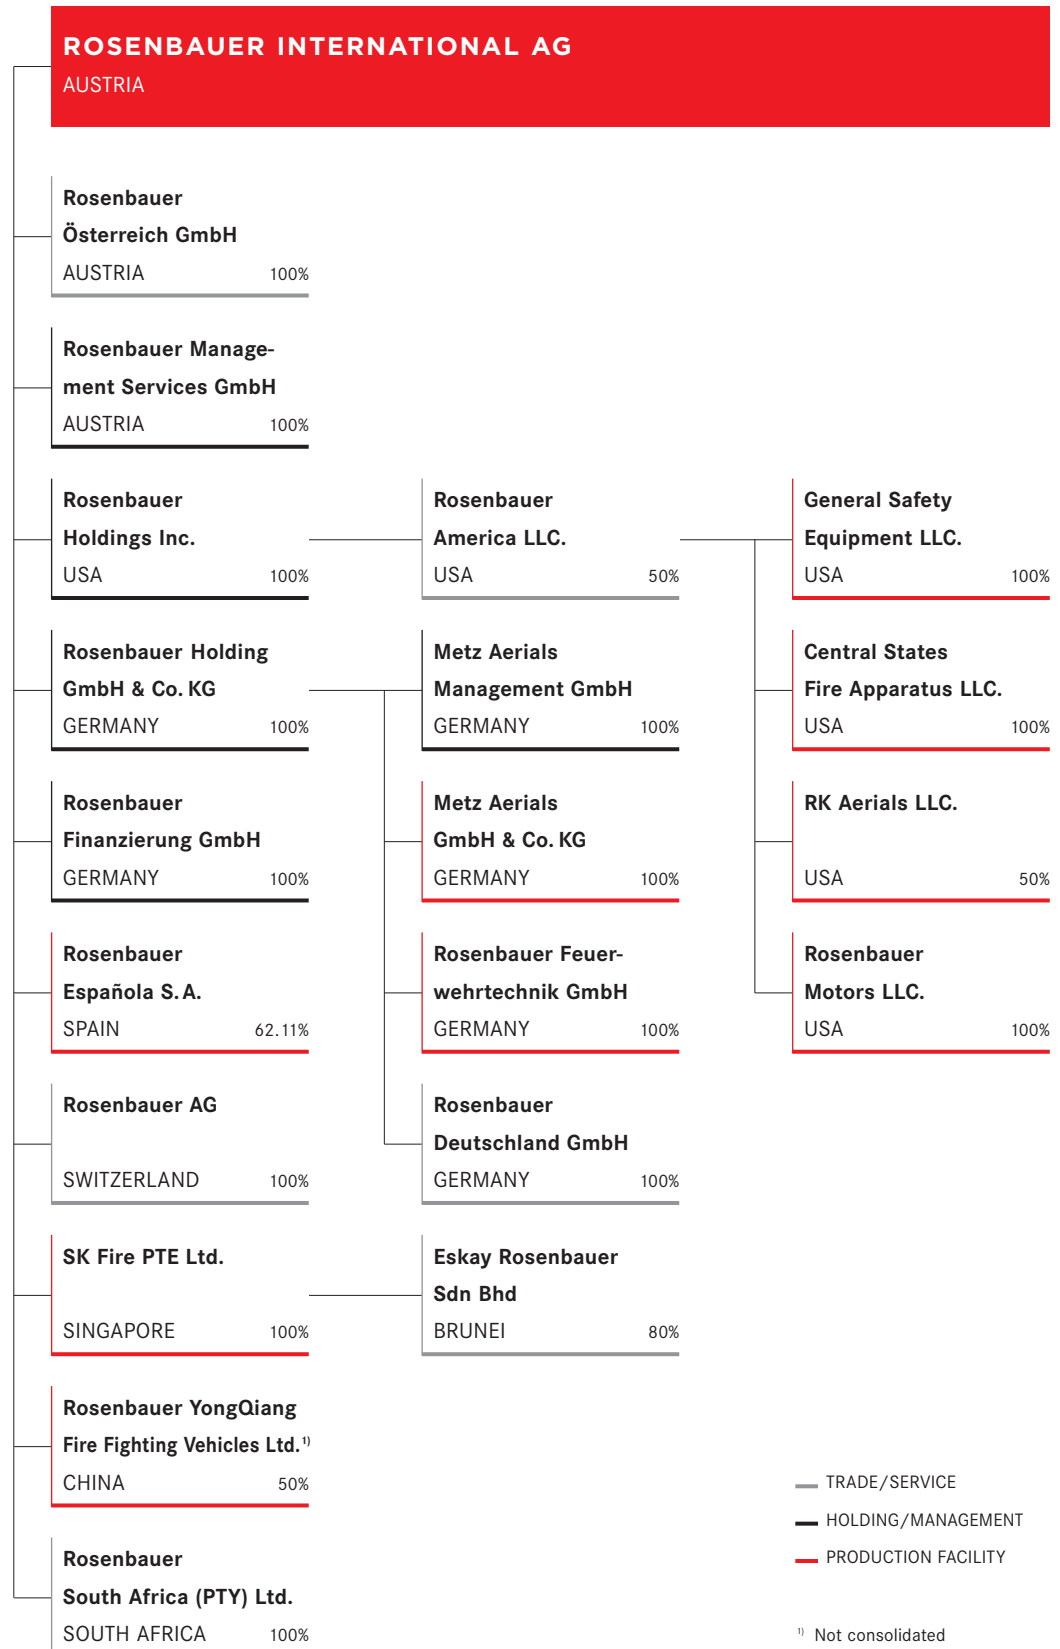 ROSENBAUER INTERNATIONAL AG
AUSTRIA
Rosenbauer
Österreich GmbH
AUSTRIA 100%
Rosenbauer Manage-
ment Services GmbH
AUSTRIA 100%
Rosenbauer
Holdings Inc.
USA 100%
Rosenbauer
America LLC.
USA 50%
General Safety
Equipment LLC.
USA 100%
Rosenbauer Holding
GmbH & Co. KG
GERMANY 100%
Metz Aerials
Management GmbH
GERMANY 100%
Central States
Fire Apparatus LLC.
USA 100%
Rosenbauer
Finanzierung GmbH
GERMANY 100%
Metz Aerials
GmbH & Co. KG
GERMANY 100%
RK Aerials LLC.
USA 50%
Rosenbauer
Española S.A.
SPAIN 62.11%
Rosenbauer Feuer-
wehrtechnik GmbH
GERMANY 100%
Rosenbauer
Motors LLC.
USA 100%
Rosenbauer AG
SWITZERLAND 100%
Rosenbauer
Deutschland GmbH
GERMANY 100%
SK Fire PTE Ltd.
SINGAPORE 100%
Eskay Rosenbauer
Sdn Bhd
BRUNEI 80%
Rosenbauer YongQiang
Fire Fighting Vehicles Ltd.¹⁾
CHINA 50%
Rosenbauer
South Africa (PTY) Ltd.
SOUTH AFRICA 100%
TRADE/SERVICE
HOLDING/MANAGEMENT
PRODUCTION FACILITY
¹⁾ Not consolidated